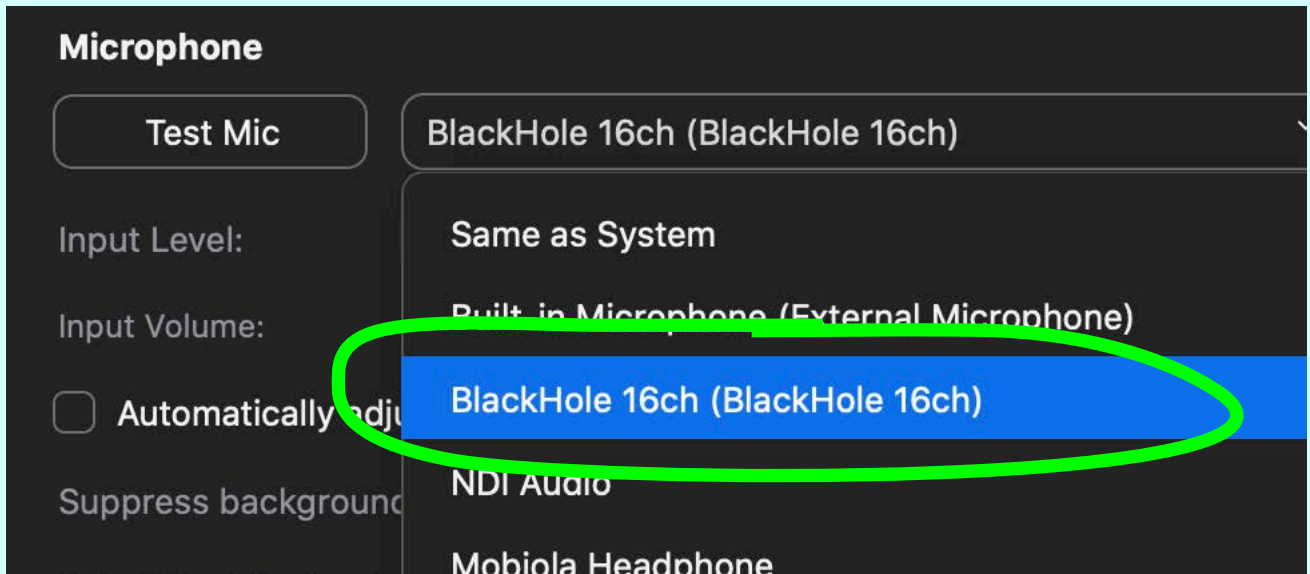 Microphone
Test Mic
BlackHole 16ch (BlackHole 16ch)
Input Level:
Same as System
Input Volume:
Built-in Microphone (External Microphone)
BlackHole 16ch (BlackHole 16ch)
Automatically adju
NDI Audio
Suppress background
Mobiola Headphone